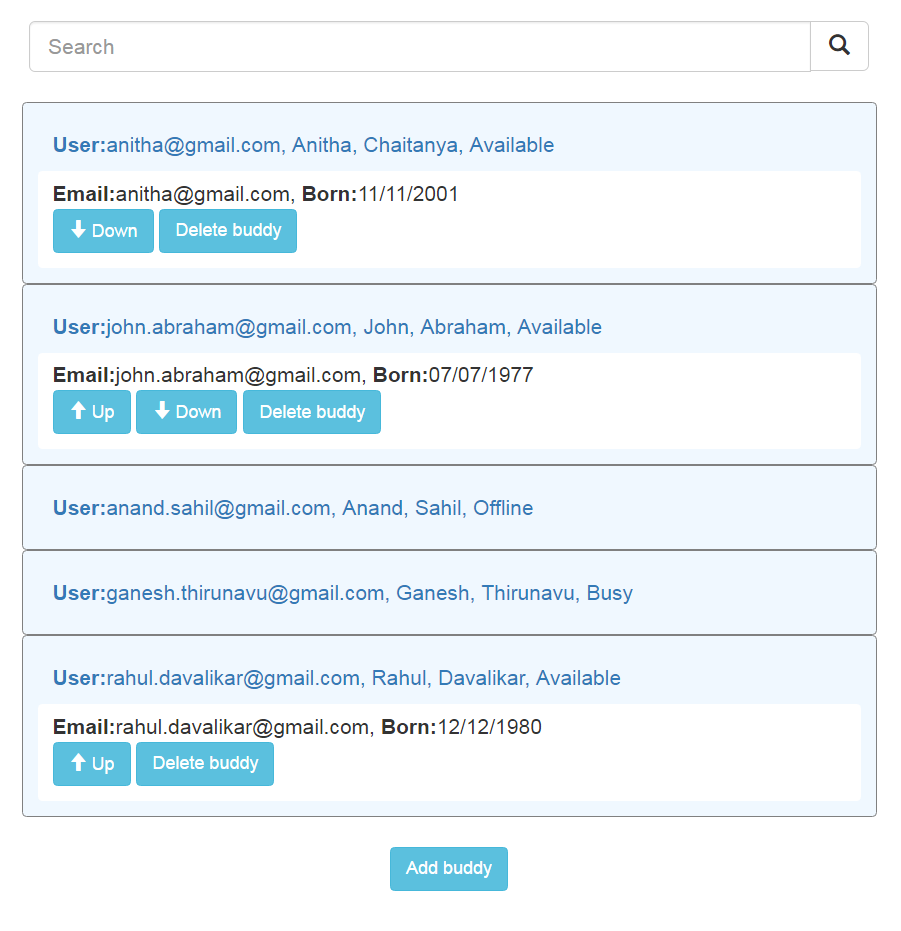 Search
User:anitha@gmail.com, Anitha, Chaitanya, Available
Email:anitha@gmail.com, Born:11/11/2001
Down Delete buddy
User:john.abraham@gmail.com, John, Abraham, Available
Email:john.abraham@gmail.com, Born:07/07/1977
Up Down Delete buddy
User:anand.sahil@gmail.com, Anand, Sahil, Offline
User:ganesh.thirunavu@gmail.com, Ganesh, Thirunavu, Busy
User:rahul.davalikar@gmail.com, Rahul, Davalikar, Available
Email:rahul.davalikar@gmail.com, Born:12/12/1980
Up Delete buddy
Add buddy